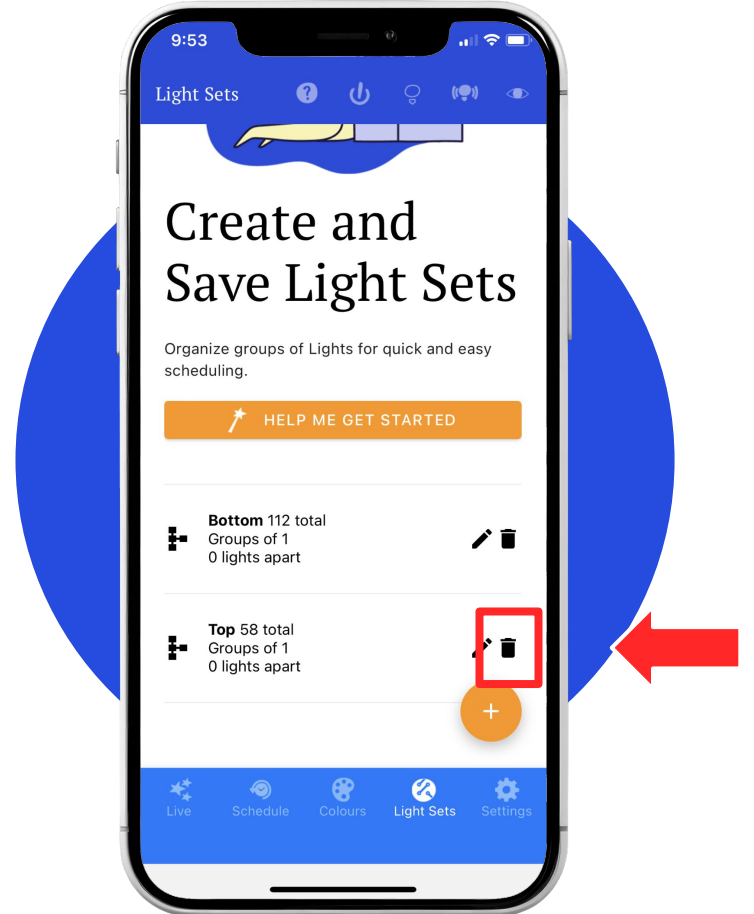 9:53
Light Sets
Create and
Save Light Sets
Organize groups of Lights for quick and easy
scheduling.
HELP ME GET STARTED
Bottom 112 total
Groups of 1
0 lights apart
Top 58 total
Groups of 1
0 lights apart
+
Live Schedule Colours Light Sets Settings